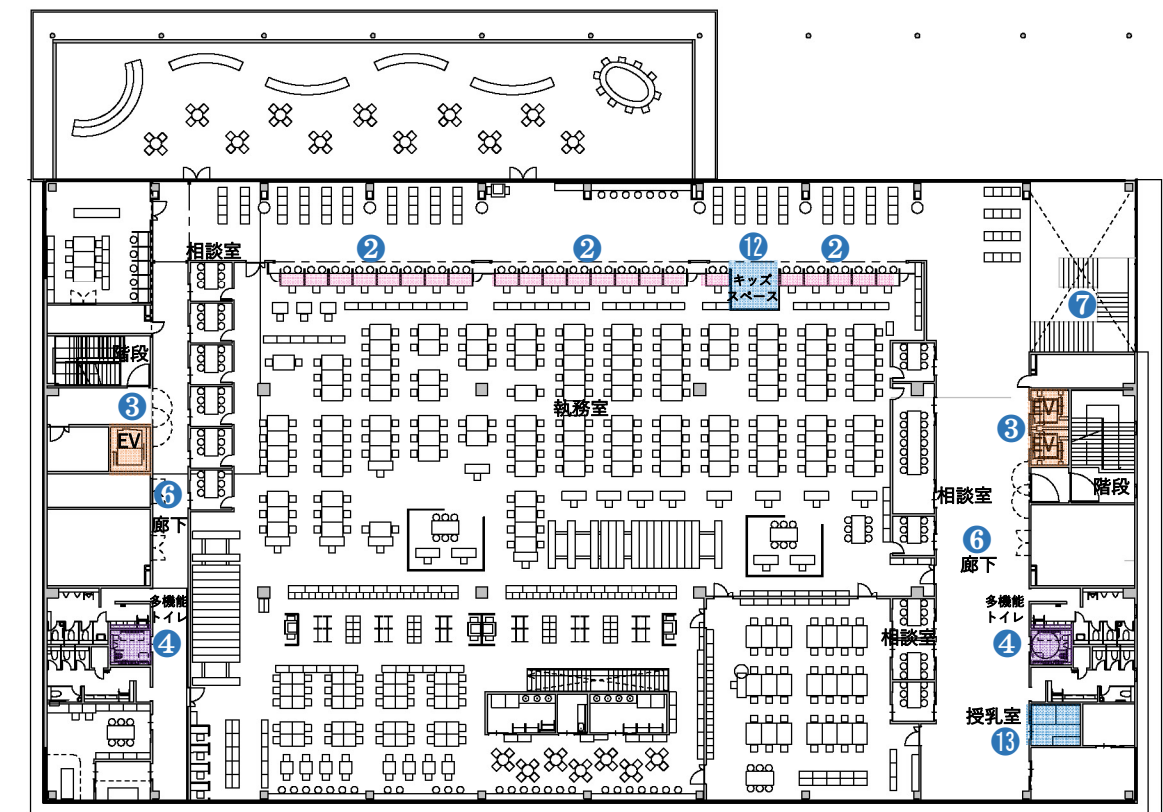 相談室
❷
❷
⓬
❷
キッズ
スペース
❼
階段
❸
EV
執務室
EV
❸
EV
階段
相談室
❻
廊下
❻
廊下
多機能
トイレ
❹
多機能
トイレ
❹
相談室
授乳室
⓭